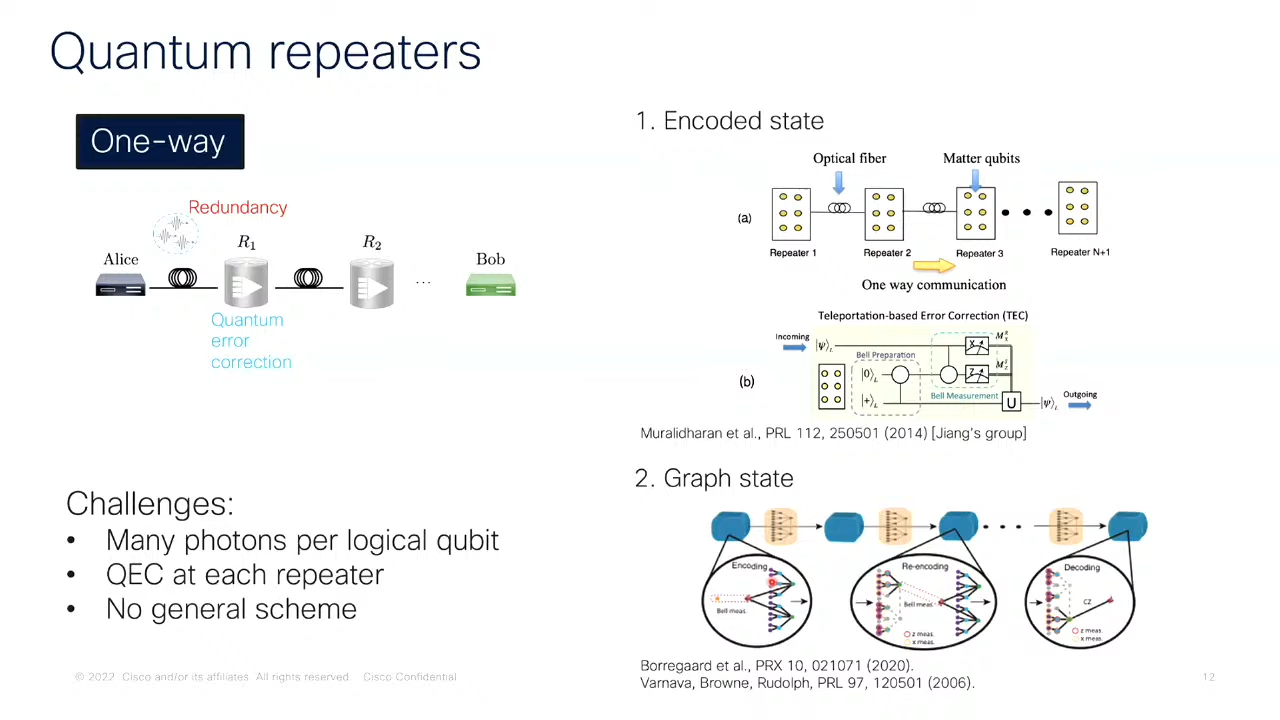 Quantum repeaters
One-way
Redundancy
R1
R2
Alice
Bob
...
Quantum
error
correction
Challenges:
• Many photons per logical qubit
• QEC at each repeater
• No general scheme
1. Encoded state
Optical fiber
Matter qubits
(a)
Repeater 1
Repeater 2
Repeater 3
Repeater N+1
One way communication
Teleportation-based Error Correction (TEC)
Incoming
|Ψ⟩L
Bell Preparation
X
|0⟩L
Z
(b)
|+⟩L
Bell Measurement
U
|Ψ⟩L
Outgoing
Muralidharan et al., PRL 112, 250501 (2014) [Jiang's group]
2. Graph state
Encoding
Bell meas.
Re-encoding
Bell meas.
z meas.
x meas.
Decoding
CZ
z meas.
x meas.
Borregaard et al., PRX 10, 021071 (2020).
Varnava, Browne, Rudolph, PRL 97, 120501 (2006).
© 2022 Cisco and/or its affiliates. All rights reserved. Cisco Confidential
12